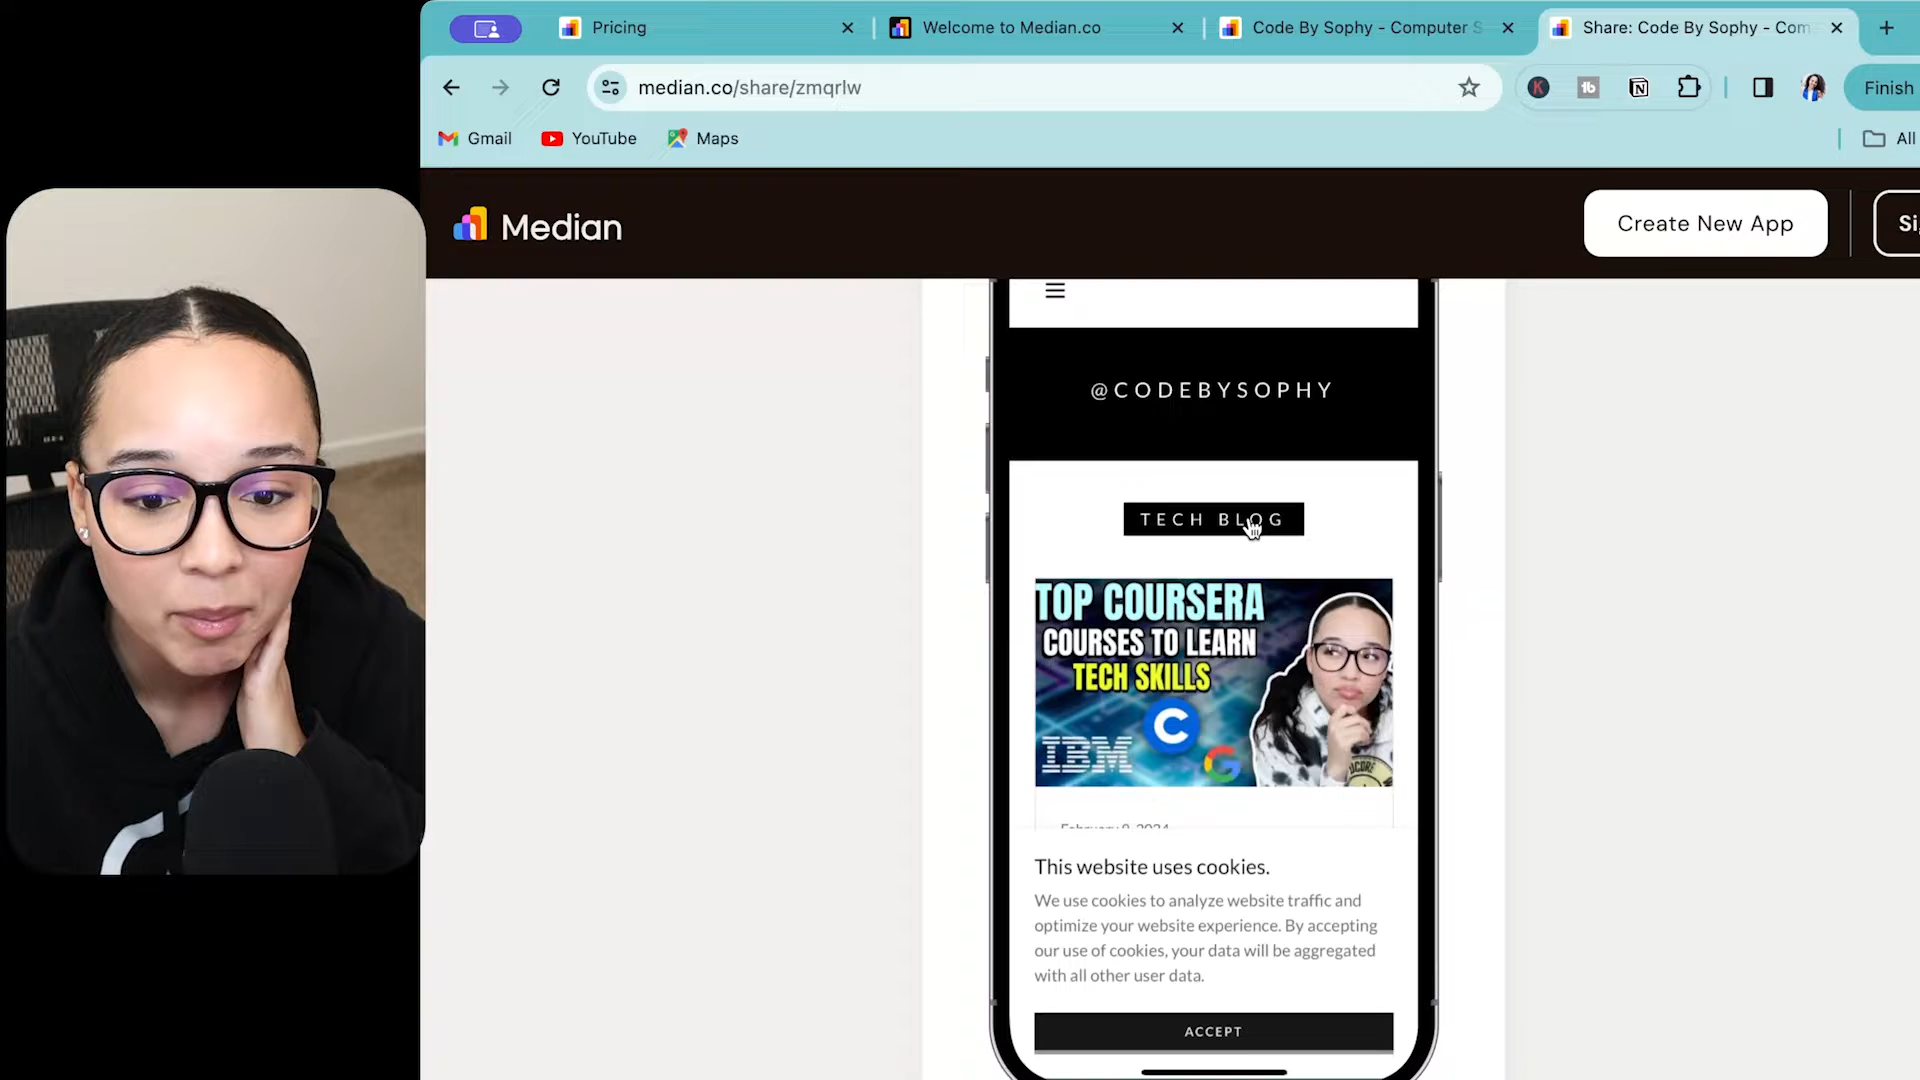 Pricing
Welcome to Median.co
Code By Sophy - Computer S
Share: Code By Sophy - Com
median.co/share/zmqrlw
Finish
Gmail
YouTube
Maps
All
Median
Create New App
@CODEBYSOPHY
TECH BLOG
TOP COURSERA
COURSES TO LEARN
TECH SKILLS
C
IBM
G
February 9, 2024
This website uses cookies.
We use cookies to analyze website traffic and
optimize your website experience. By accepting
our use of cookies, your data will be aggregated
with all other user data.
ACCEPT